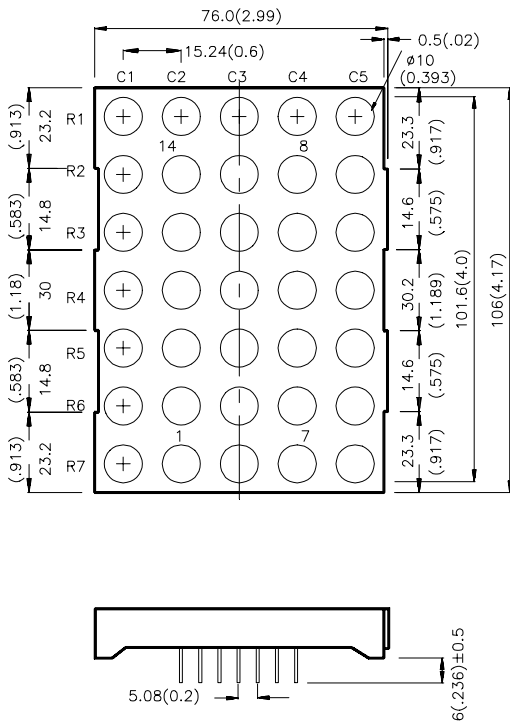 76.0(2.99)
0.5(.02)
15.24(0.6)
ø10
(0.393)
C1 C2 C3 C4 C5
R1
R2
R3
R4
R5
R6
R7
14 8
1 7
(.913) 23.2
(.583) 14.8
(1.18) 30
(.583) 14.8
(.913) 23.2
23.3 (.917)
14.6 (.575)
30.2 (1.189)
14.6 (.575)
23.3 (.917)
101.6(4.0)
106(4.17)
5.08(0.2)
6(.236)±0.5